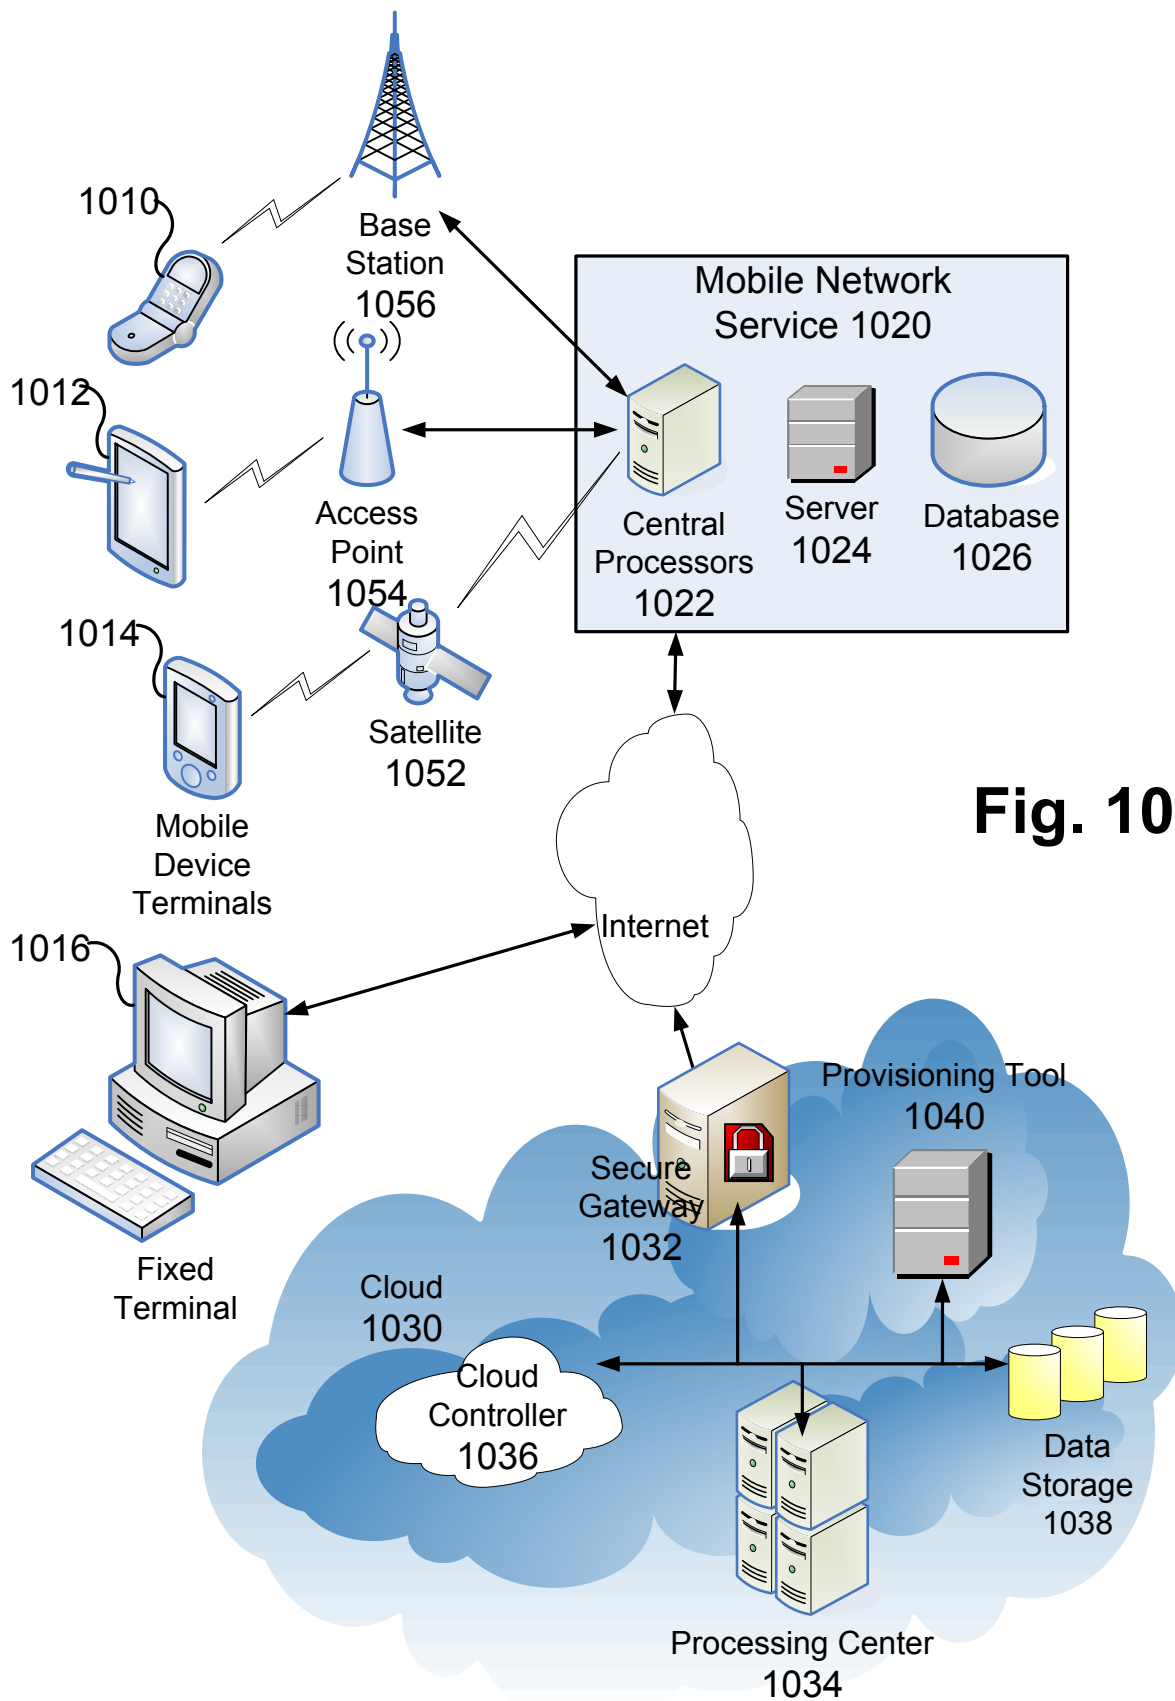 1010
Base
Station
1056
Mobile Network
Service 1020
1012
Access
Point
1054
Central
Processors
1022
Server
1024
Database
1026
1014
Satellite
1052
Mobile
Device
Terminals
Fig. 10
Internet
1016
Fixed
Terminal
Provisioning Tool
1040
Secure
Gateway
1032
Cloud
1030
Cloud
Controller
1036
Data
Storage
1038
Processing Center
1034